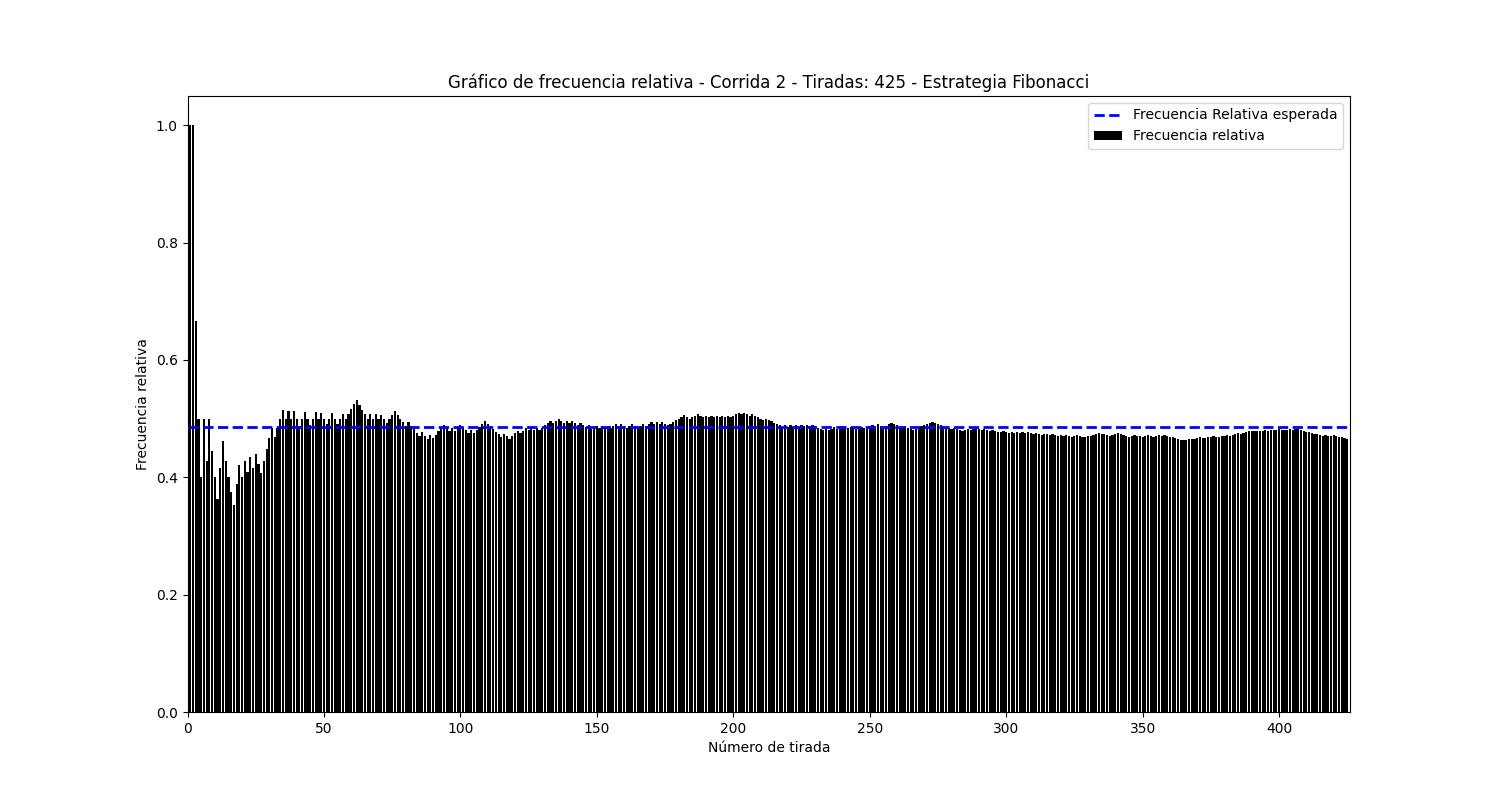 Gráfico de frecuencia relativa - Corrida 2 - Tiradas: 425 - Estrategia Fibonacci
Frecuencia Relativa esperada
Frecuencia relativa
Frecuencia relativa
1.0
0.8
0.6
0.4
0.2
0.0
0 50 100 150 200 250 300 350 400
Número de tirada